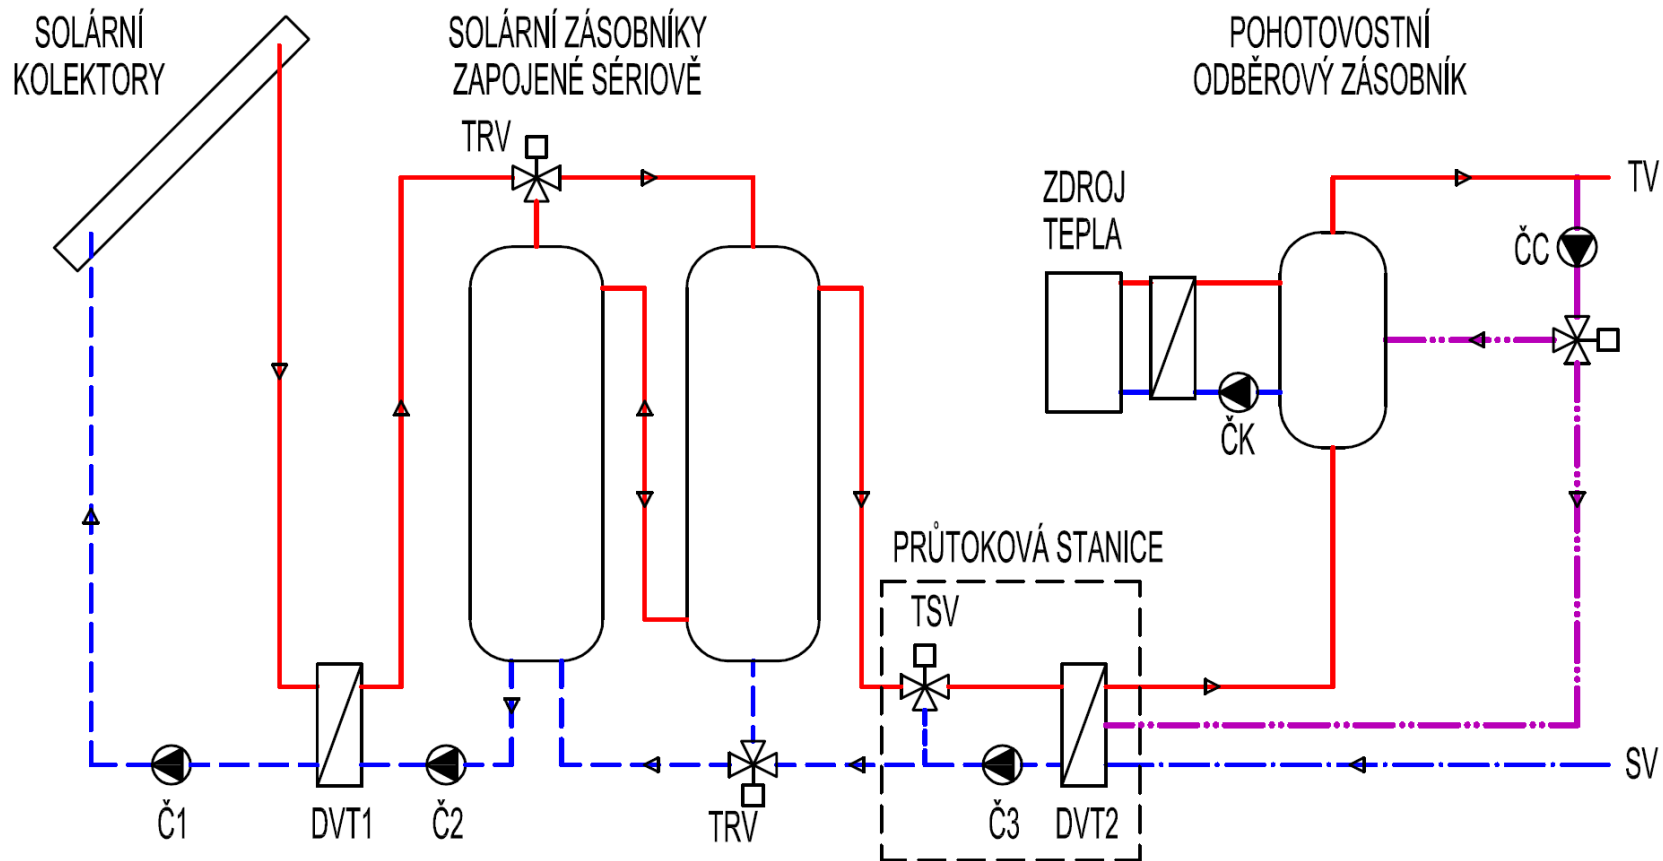 SOLÁRNÍ
KOLEKTORY
SOLÁRNÍ ZÁSOBNÍKY
ZAPOJENÉ SÉRIOVĚ
POHOTOVOSTNÍ
ODBĚROVÝ ZÁSOBNÍK
TRV
ZDROJ
TEPLA
TV
ČC
ČK
PRŮTOKOVÁ STANICE
TSV
SV
Č1
DVT1
Č2
TRV
Č3
DVT2